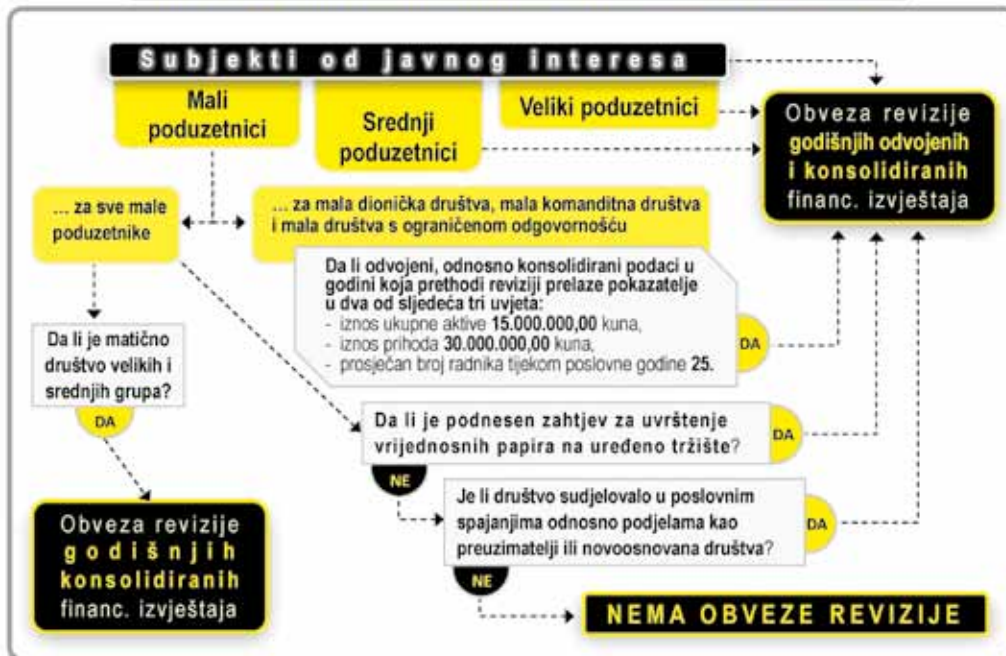 Subjekti od javnog interesa
Mali
poduzetnici
Srednji
poduzetnici
Veliki poduzetnici
Obveza revizije
godišnjih odvojenih
i konsolidiranih
financ. izvještaja
... za sve male
poduzetnike
... za mala dionička društva, mala komanditna društva
i mala društva s ograničenom odgovornošću
Da li odvojeni, odnosno konsolidirani podaci u
godini koja prethodi reviziji prelaze pokazatelje
u dva od sljedeća tri uvjeta:
- iznos ukupne aktive 15.000.000,00 kuna,
- iznos prihoda 30.000.000,00 kuna,
- prosječan broj radnika tijekom poslovne godine 25.
DA
Da li je matično
društvo velikih i
srednjih grupa?
DA
Da li je podnesen zahtjev za uvrštenje
vrijednosnih papira na uređeno tržište?
DA
NE
Je li društvo sudjelovalo u poslovnim
spajanjima odnosno podjelama kao
preuzimatelji ili novoosnovana društva?
DA
NE
Obveza revizije
godišnjih
konsolidiranih
financ. izvještaja
NEMA OBVEZE REVIZIJE